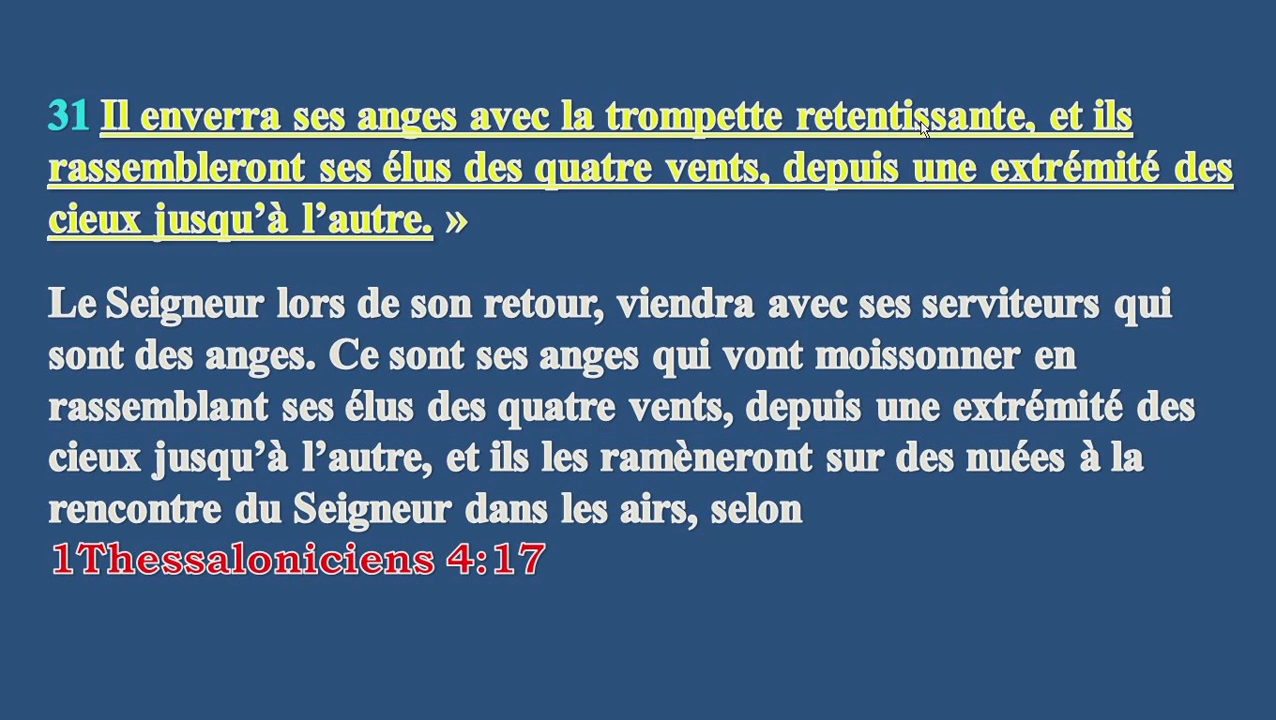 31 Il enverra ses anges avec la trompette retentissante, et ils
rassembleront ses élus des quatre vents, depuis une extrémité des
cieux jusqu’à l’autre. »
Le Seigneur lors de son retour, viendra avec ses serviteurs qui
sont des anges. Ce sont ses anges qui vont moissonner en
rassemblant ses élus des quatre vents, depuis une extrémité des
cieux jusqu’à l’autre, et ils les ramèneront sur des nuées à la
rencontre du Seigneur dans les airs, selon
1Thessaloniciens 4:17